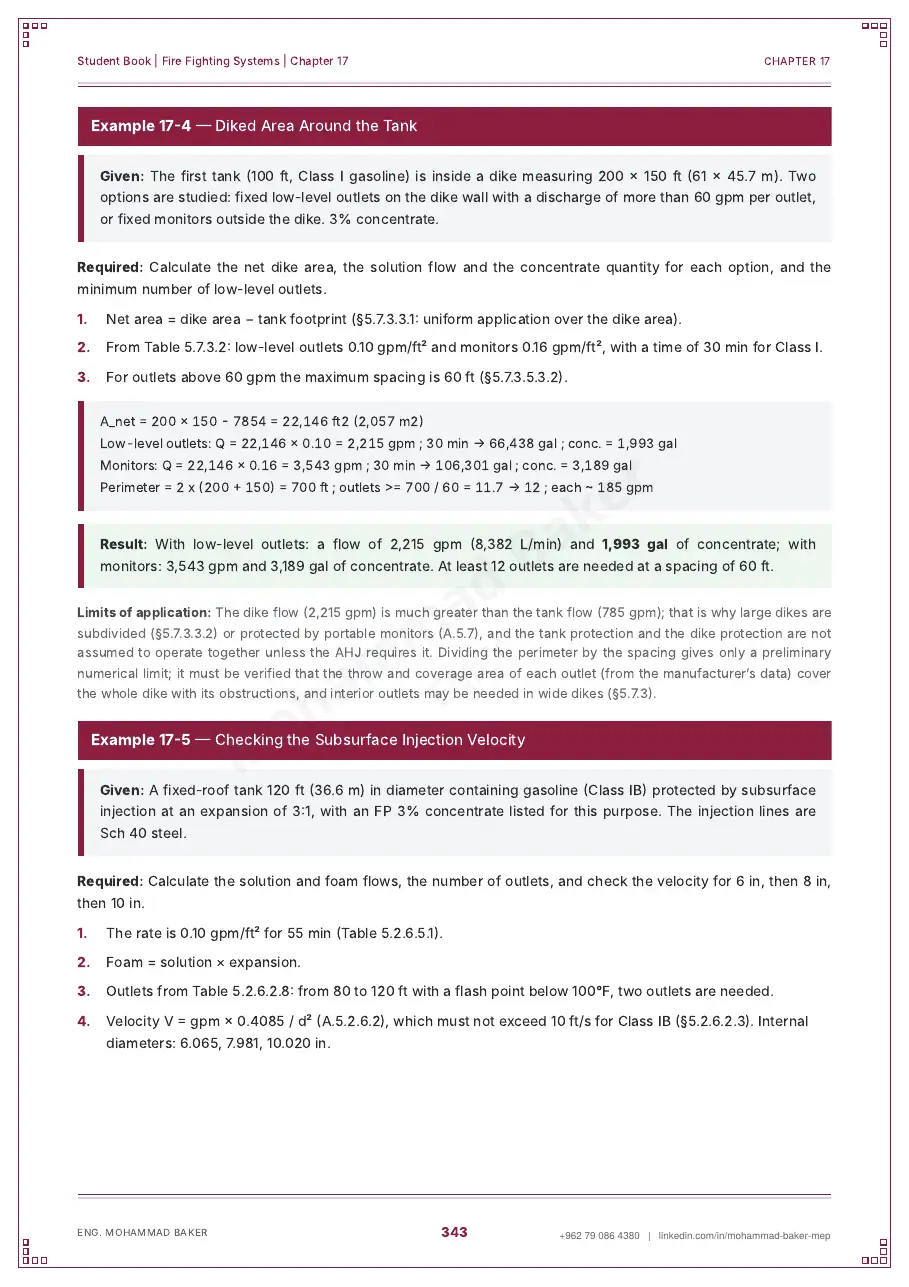 Student Book | Fire Fighting Systems | Chapter 17
CHAPTER 17
Example 17-4 — Diked Area Around the Tank
Given: The first tank (100 ft, Class I gasoline) is inside a dike measuring 200 × 150 ft (61 × 45.7 m). Two
options are studied: fixed low-level outlets on the dike wall with a discharge of more than 60 gpm per outlet,
or fixed monitors outside the dike. 3% concentrate.
Required: Calculate the net dike area, the solution flow and the concentrate quantity for each option, and the
minimum number of low-level outlets.
1. Net area = dike area − tank footprint (§5.7.3.3.1: uniform application over the dike area).
2. From Table 5.7.3.2: low-level outlets 0.10 gpm/ft² and monitors 0.16 gpm/ft², with a time of 30 min for Class I.
3. For outlets above 60 gpm the maximum spacing is 60 ft (§5.7.3.5.3.2).
A_net = 200 × 150 - 7854 = 22,146 ft2 (2,057 m2)
Low-level outlets: Q = 22,146 × 0.10 = 2,215 gpm ; 30 min → 66,438 gal ; conc. = 1,993 gal
Monitors: Q = 22,146 × 0.16 = 3,543 gpm ; 30 min → 106,301 gal ; conc. = 3,189 gal
Perimeter = 2 x (200 + 150) = 700 ft ; outlets >= 700 / 60 = 11.7 → 12 ; each ~ 185 gpm
Result: With low-level outlets: a flow of 2,215 gpm (8,382 L/min) and 1,993 gal of concentrate; with
monitors: 3,543 gpm and 3,189 gal of concentrate. At least 12 outlets are needed at a spacing of 60 ft.
Limits of application: The dike flow (2,215 gpm) is much greater than the tank flow (785 gpm); that is why large dikes are
subdivided (§5.7.3.3.2) or protected by portable monitors (A.5.7), and the tank protection and the dike protection are not
assumed to operate together unless the AHJ requires it. Dividing the perimeter by the spacing gives only a preliminary
numerical limit; it must be verified that the throw and coverage area of each outlet (from the manufacturer's data) cover
the whole dike with its obstructions, and interior outlets may be needed in wide dikes (§5.7.3).
Example 17-5 — Checking the Subsurface Injection Velocity
Given: A fixed-roof tank 120 ft (36.6 m) in diameter containing gasoline (Class IB) protected by subsurface
injection at an expansion of 3:1, with an FP 3% concentrate listed for this purpose. The injection lines are
Sch 40 steel.
Required: Calculate the solution and foam flows, the number of outlets, and check the velocity for 6 in, then 8 in,
then 10 in.
1. The rate is 0.10 gpm/ft² for 55 min (Table 5.2.6.5.1).
2. Foam = solution × expansion.
3. Outlets from Table 5.2.6.2.8: from 80 to 120 ft with a flash point below 100°F, two outlets are needed.
4. Velocity V = gpm × 0.4085 / d² (A.5.2.6.2), which must not exceed 10 ft/s for Class IB (§5.2.6.2.3). Internal
diameters: 6.065, 7.981, 10.020 in.
Mohammad Baker
ENG. MOHAMMAD BAKER
343
+962 79 086 4380 | linkedin.com/in/mohammad-baker-mep